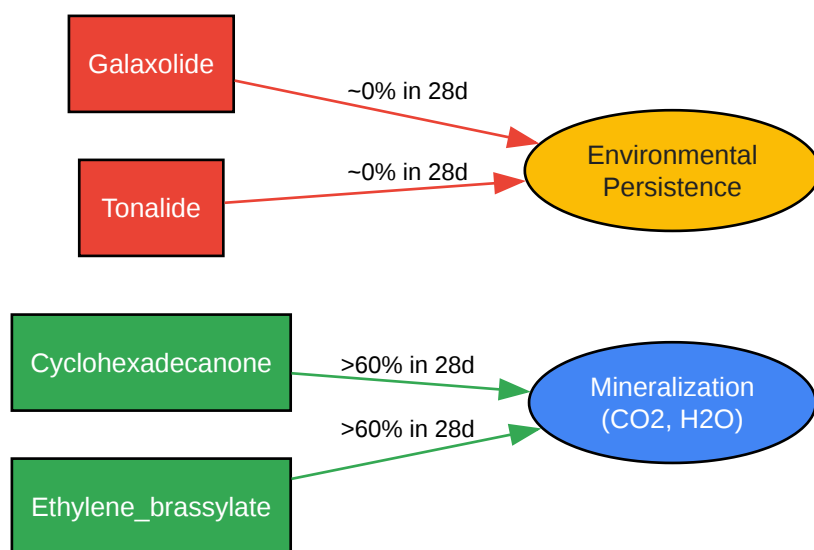 Galaxolide
~0% in 28d
Environmental
Persistence
Tonalide
~0% in 28d
Cyclohexadecanone
>60% in 28d
Mineralization
(CO2, H2O)
>60% in 28d
Ethylene_brassylate